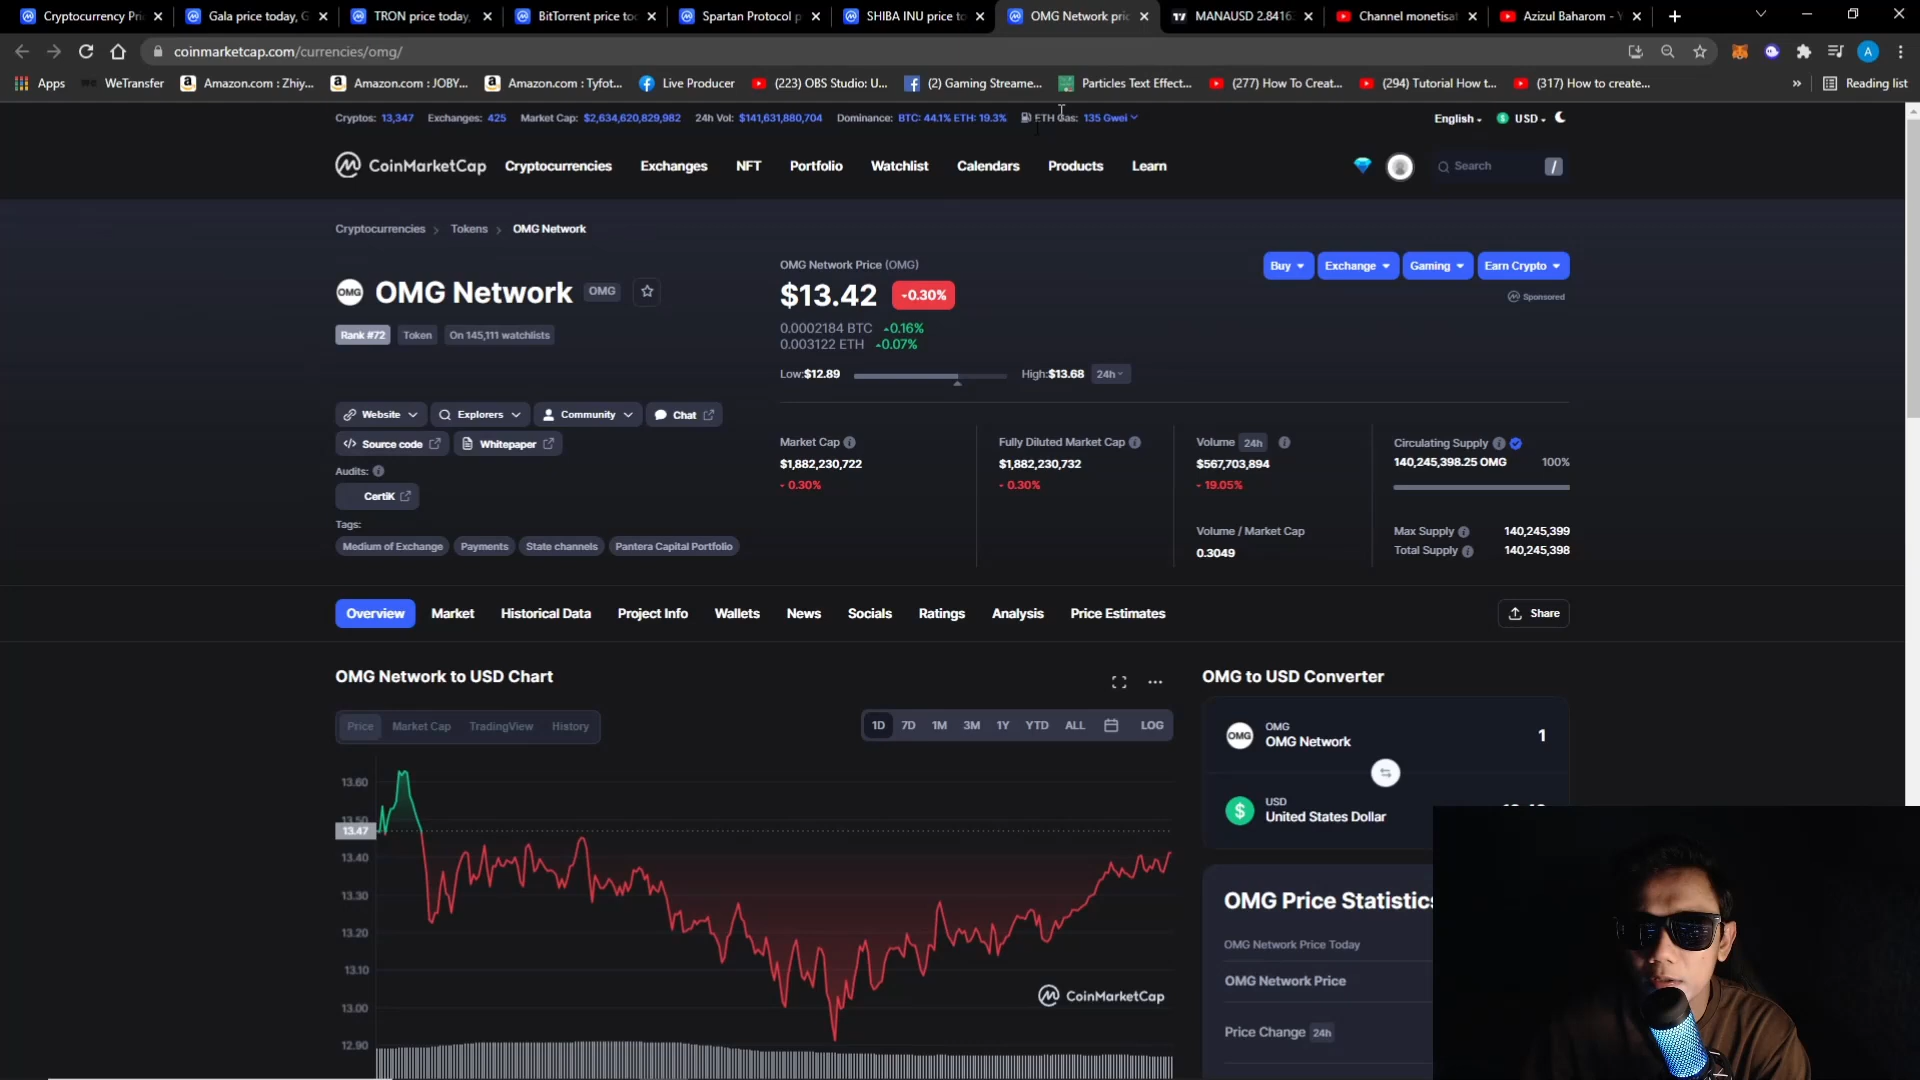 Cryptocurrency Pri
Gala price today, G
TRON price today,
BitTorrent price to
Spartan Protocol p
SHIBA INU price to
OMG Network pri
MANAUSD 2.8416
Channel monetisat
Azizul Baharom - Y
coinmarketcap.com/currencies/omg/
A
Apps
WeTransfer
Amazon.com : Zhiy...
Amazon.com : JOBY...
Amazon.com : Tyfot...
Live Producer
(223) OBS Studio: U...
(2) Gaming Streame...
Particles Text Effect...
(277) How To Creat...
(294) Tutorial How t...
(317) How to create...
»
Reading list
Cryptos: 13,347 Exchanges: 425 Market Cap: $2,634,620,829,982 24h Vol: $141,631,880,704 Dominance: BTC: 44.1% ETH: 19.3% ETH Gas: 135 Gwei
English
USD
CoinMarketCap
Cryptocurrencies Exchanges NFT Portfolio Watchlist Calendars Products Learn
Search /
Cryptocurrencies > Tokens > OMG Network
OMG OMG Network OMG
Rank #72 Token On 145,111 watchlists
OMG Network Price (OMG)
$13.42 -0.30%
0.0002184 BTC 0.16%
0.003122 ETH 0.07%
Low:$12.89 High:$13.68 24h
Buy Exchange Gaming Earn Crypto
Sponsored
Website Explorers Community Chat
Source code Whitepaper
Audits:
CertiK
Tags:
Medium of Exchange Payments State channels Pantera Capital Portfolio
Market Cap
$1,882,230,722
- 0.30%
Fully Diluted Market Cap
$1,882,230,732
- 0.30%
Volume 24h
$567,703,894
- 19.05%
Volume / Market Cap
0.3049
Circulating Supply
140,245,398.25 OMG 100%
Max Supply 140,245,399
Total Supply 140,245,398
Overview Market Historical Data Project Info Wallets News Socials Ratings Analysis Price Estimates
Share
OMG Network to USD Chart
Price Market Cap TradingView History
1D 7D 1M 3M 1Y YTD ALL LOG
13.60
13.50
13.47
13.40
13.30
13.20
13.10
13.00
12.90
CoinMarketCap
OMG to USD Converter
OMG
OMG
OMG Network
1
$
USD
United States Dollar
OMG Price Statistics
OMG Network Price Today
OMG Network Price
Price Change 24h